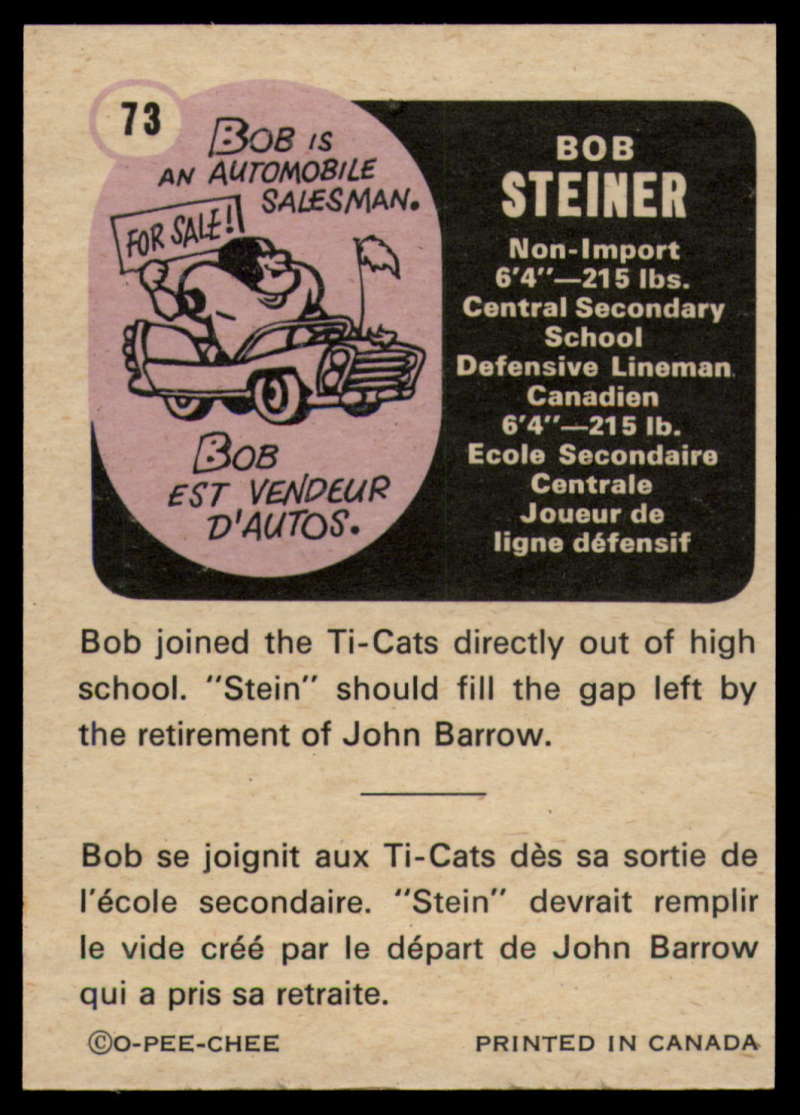 73
BOB IS
AN AUTOMOBILE
SALESMAN.
FOR SALE!!
BOB
EST VENDEUR
D'AUTOS.
BOB
STEINER
Non-Import
6'4"—215 lbs.
Central Secondary
School
Defensive Lineman
Canadien
6'4"—215 lb.
Ecole Secondaire
Centrale
Joueur de
ligne défensif
Bob joined the Ti-Cats directly out of high
school. "Stein" should fill the gap left by
the retirement of John Barrow.
Bob se joignit aux Ti-Cats dès sa sortie de
l'école secondaire. "Stein" devrait remplir
le vide créé par le départ de John Barrow
qui a pris sa retraite.
©O-PEE-CHEE PRINTED IN CANADA